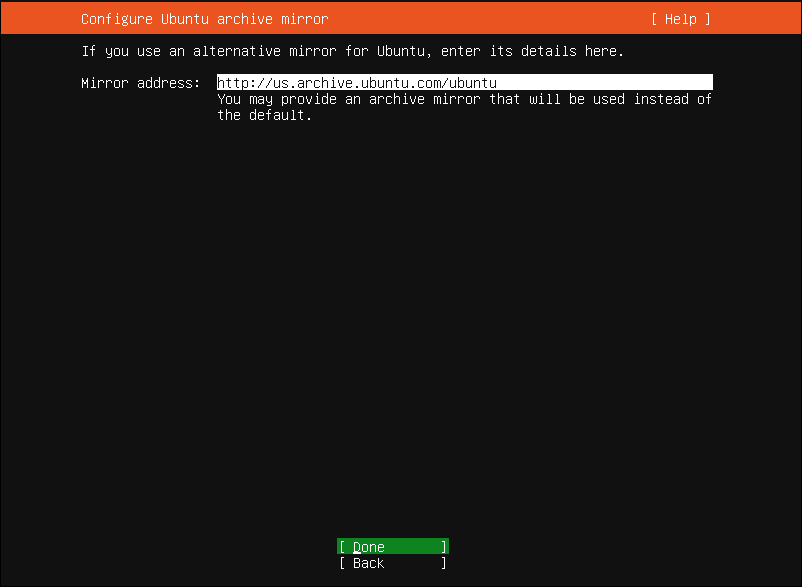 Configure Ubuntu archive mirror [ Help ]
If you use an alternative mirror for Ubuntu, enter its details here.
Mirror address: http://us.archive.ubuntu.com/ubuntu
You may provide an archive mirror that will be used instead of
the default.
[ Done ]
[ Back ]